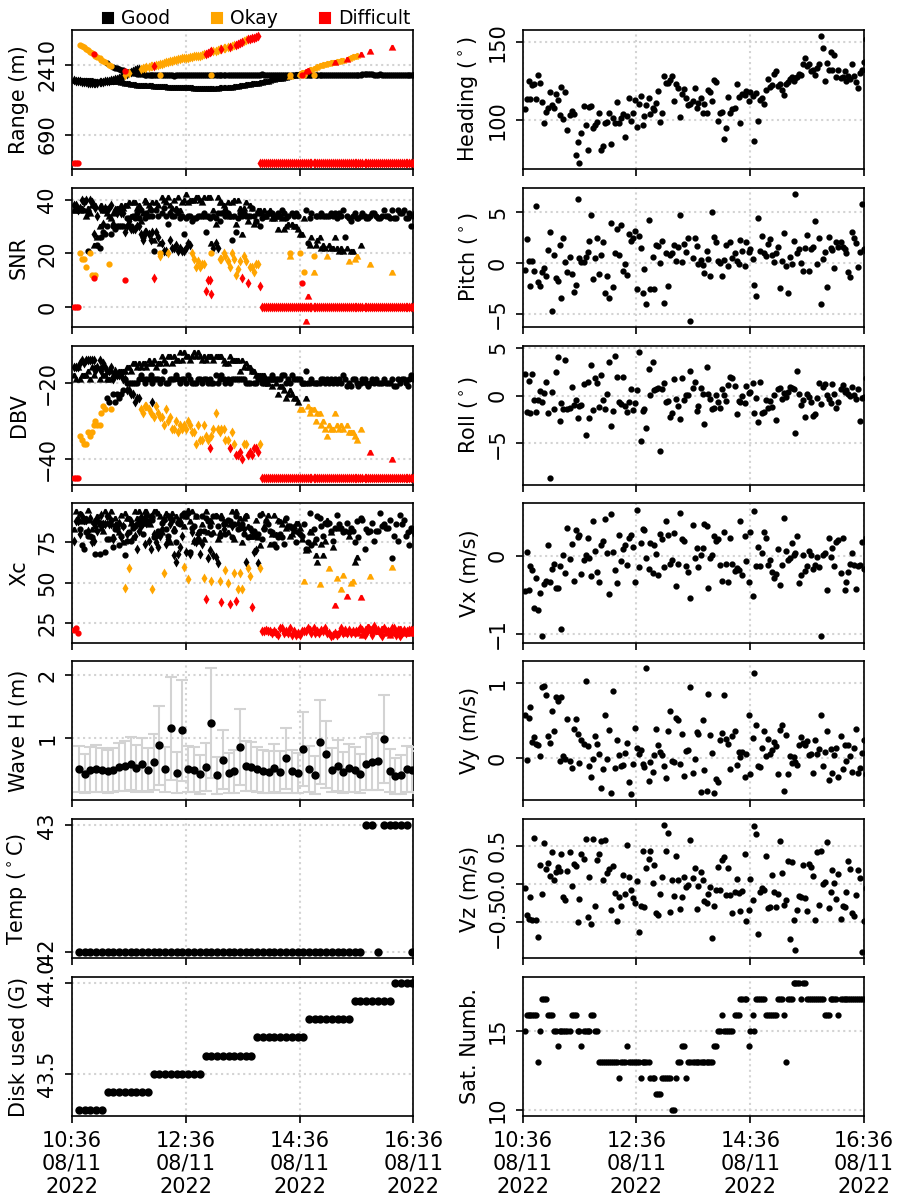 Good Okay Difficult
Range (m)
2410
690
Heading (°)
150
100
SNR
40
20
0
Pitch (°)
5
0
−5
DBV
−20
−40
Roll (°)
5
0
−5
Xc
75
50
25
Vx (m/s)
0
−1
Wave H (m)
2
1
Vy (m/s)
1
0
Temp (°C)
43
42
Vz (m/s)
0.5
0.0
−0.5
Disk used (G)
44.0
43.5
Sat. Numb.
15
10
10:36 12:36 14:36 16:36
08/11 08/11 08/11 08/11
2022 2022 2022 2022
10:36 12:36 14:36 16:36
08/11 08/11 08/11 08/11
2022 2022 2022 2022